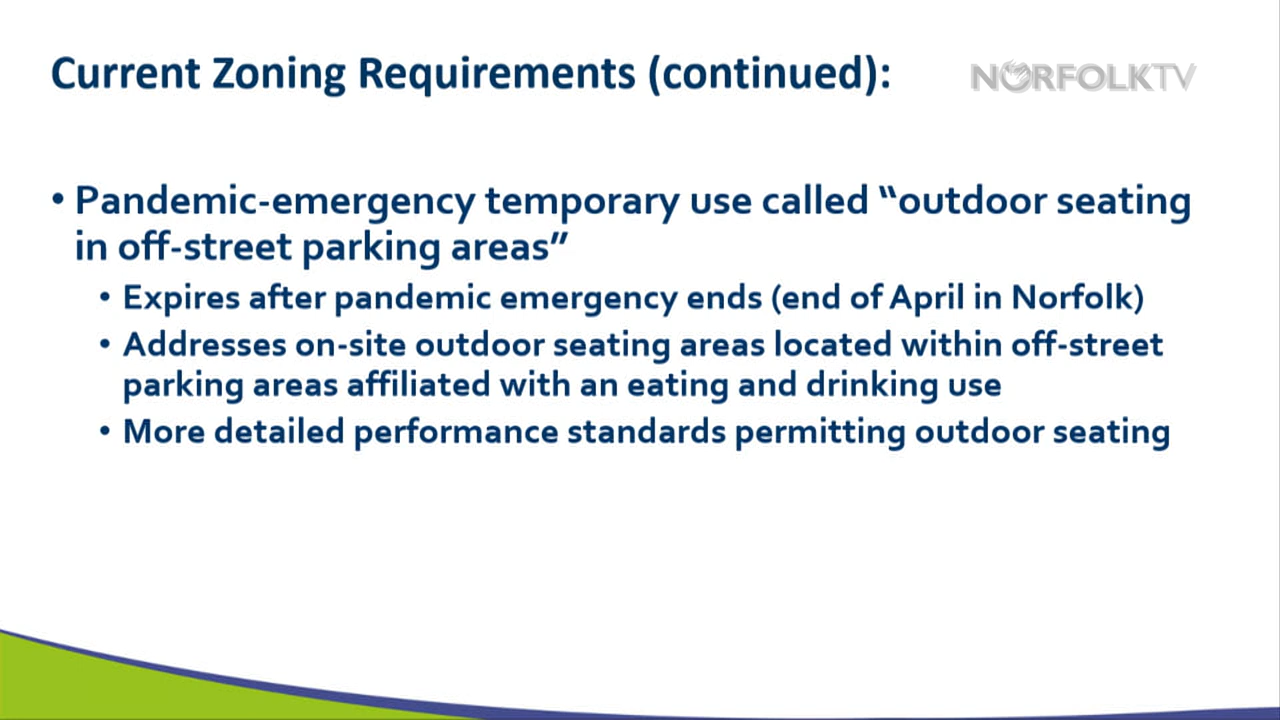 Current Zoning Requirements (continued):
NORFOLKTV
• Pandemic-emergency temporary use called “outdoor seating
in off-street parking areas”
• Expires after pandemic emergency ends (end of April in Norfolk)
• Addresses on-site outdoor seating areas located within off-street
parking areas affiliated with an eating and drinking use
• More detailed performance standards permitting outdoor seating